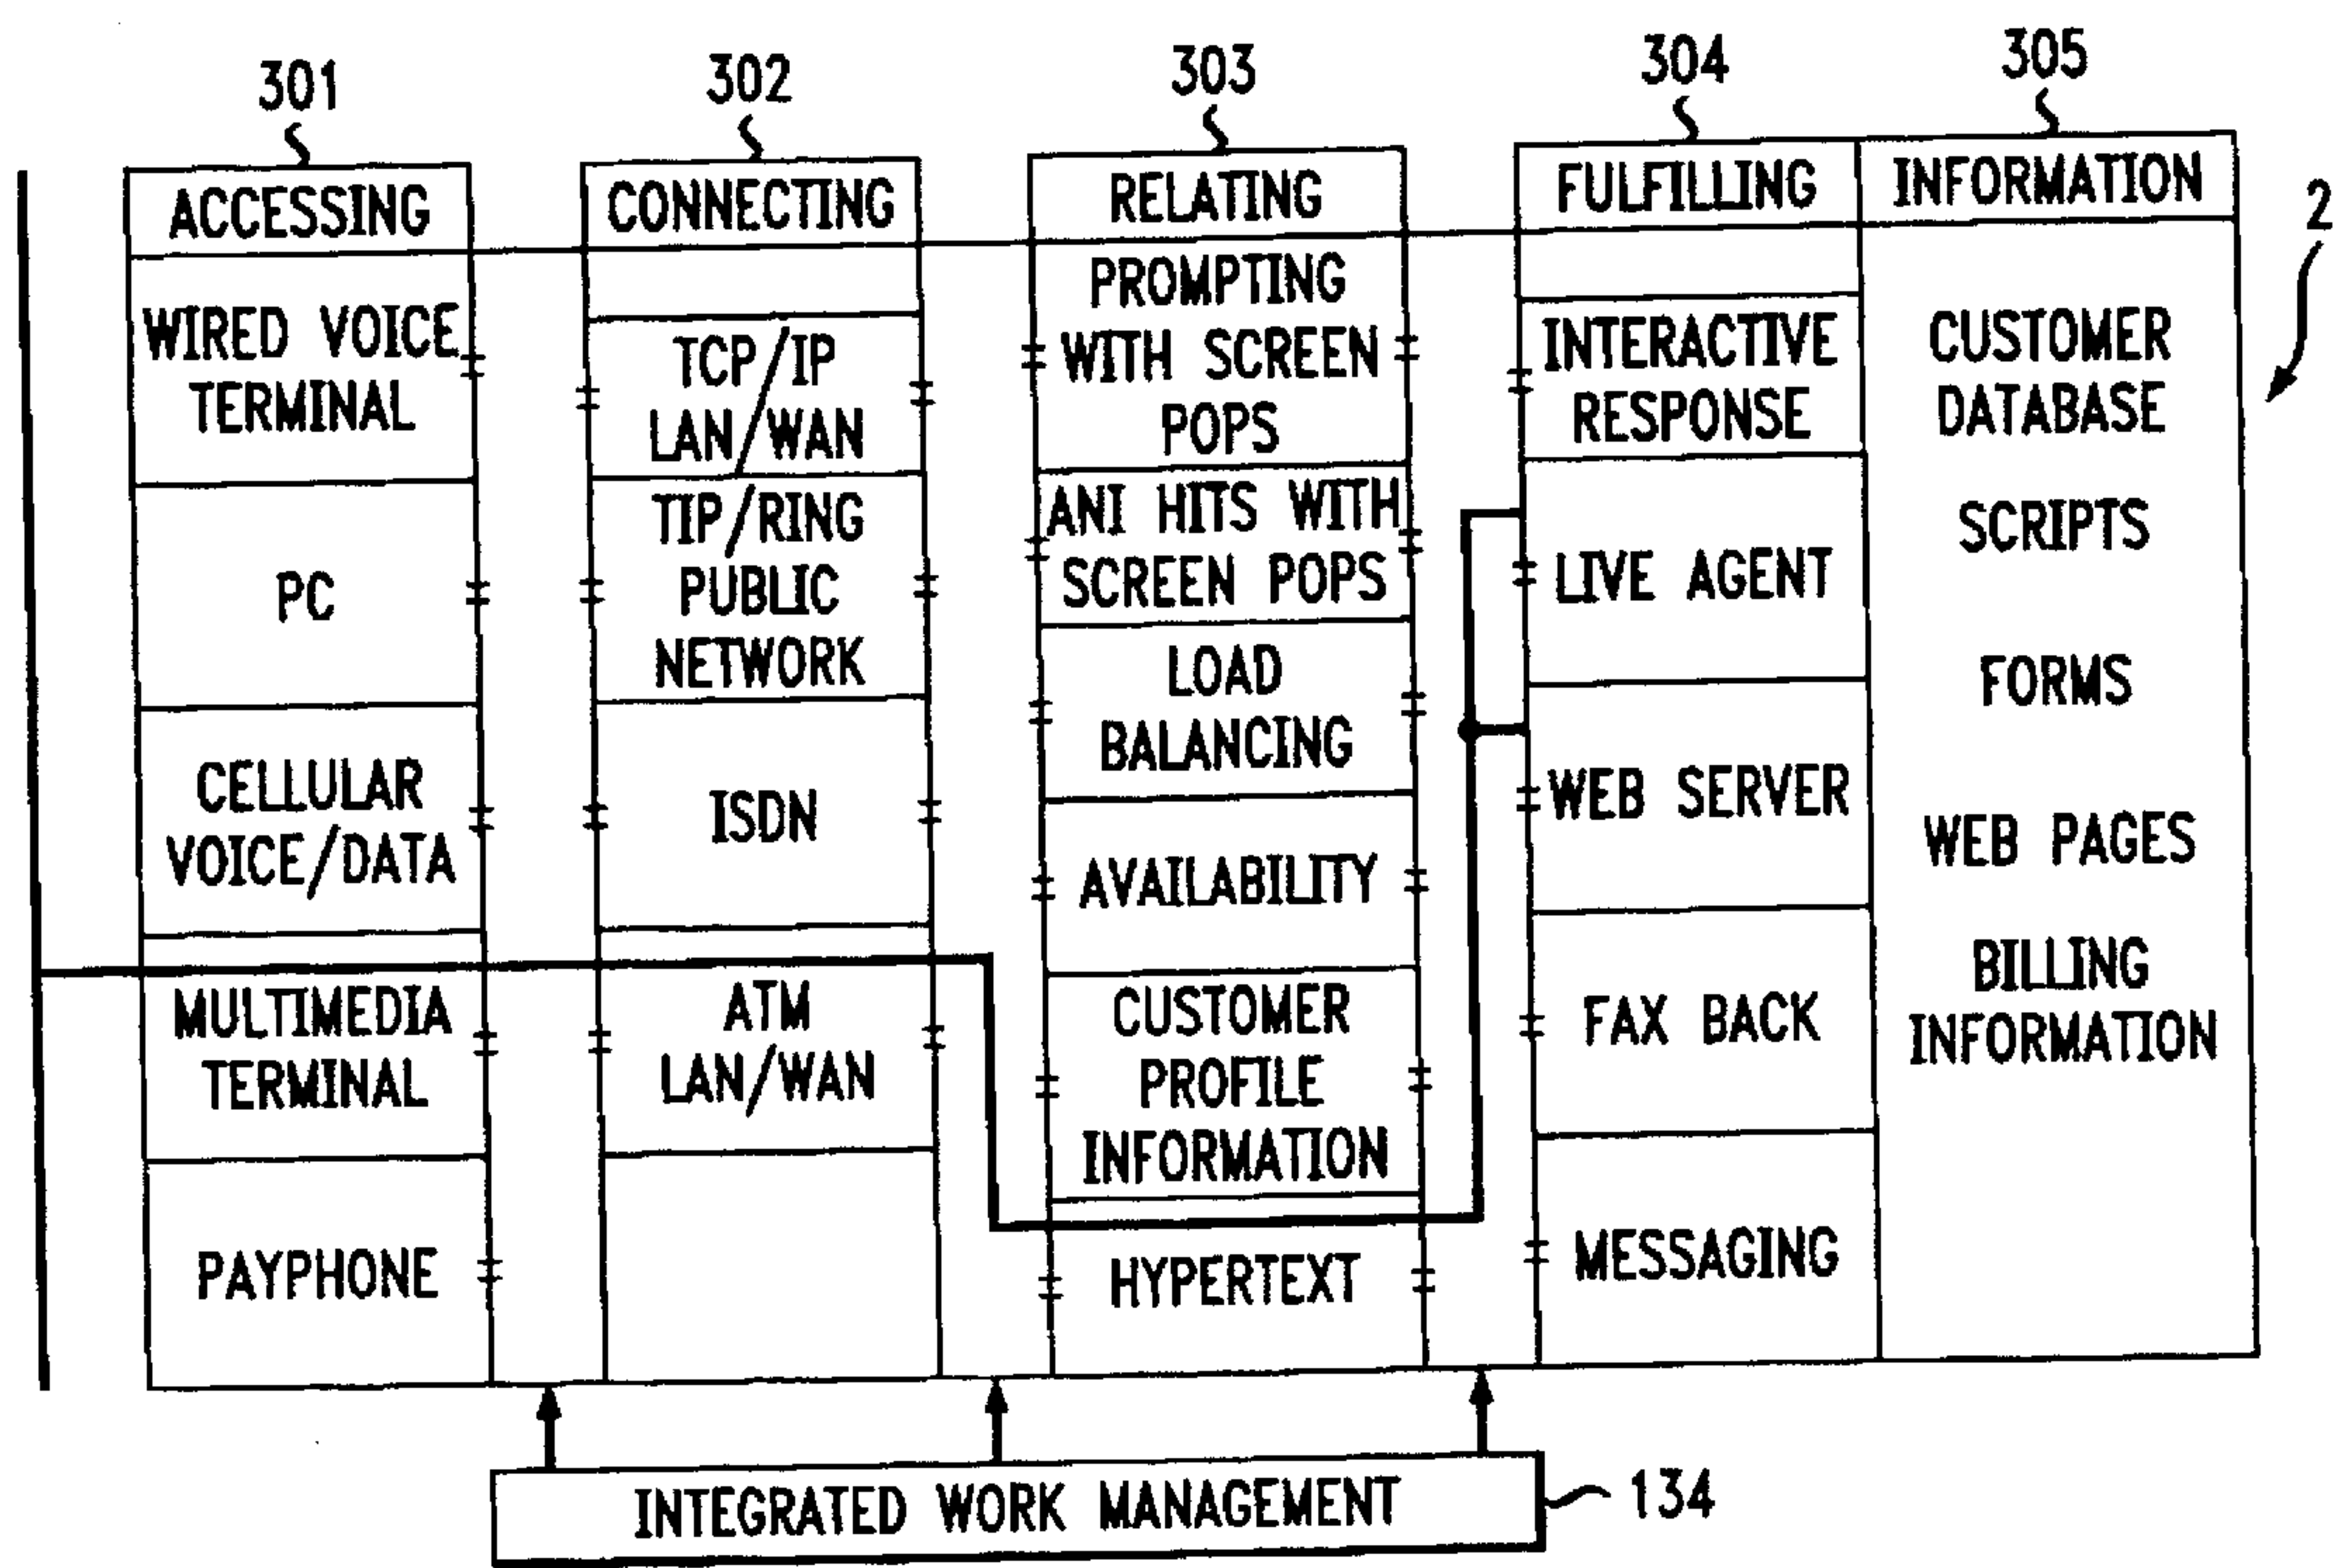 301
ACCESSING
WIRED VOICE
TERMINAL
PC
CELLULAR
VOICE/DATA
MULTIMEDIA
TERMINAL
PAYPHONE
302
CONNECTING
TCP/IP
LAN/WAN
TIP/RING
PUBLIC
NETWORK
ISDN
ATM
LAN/WAN
303
RELATING
PROMPTING
WITH SCREEN
POPS
ANI HITS WITH
SCREEN POPS
LOAD
BALANCING
AVAILABILITY
CUSTOMER
PROFILE
INFORMATION
HYPERTEXT
304
FULFILLING
INTERACTIVE
RESPONSE
LIVE AGENT
WEB SERVER
FAX BACK
MESSAGING
305
INFORMATION
CUSTOMER
DATABASE
SCRIPTS
FORMS
WEB PAGES
BILLING
INFORMATION
2
INTEGRATED WORK MANAGEMENT
134